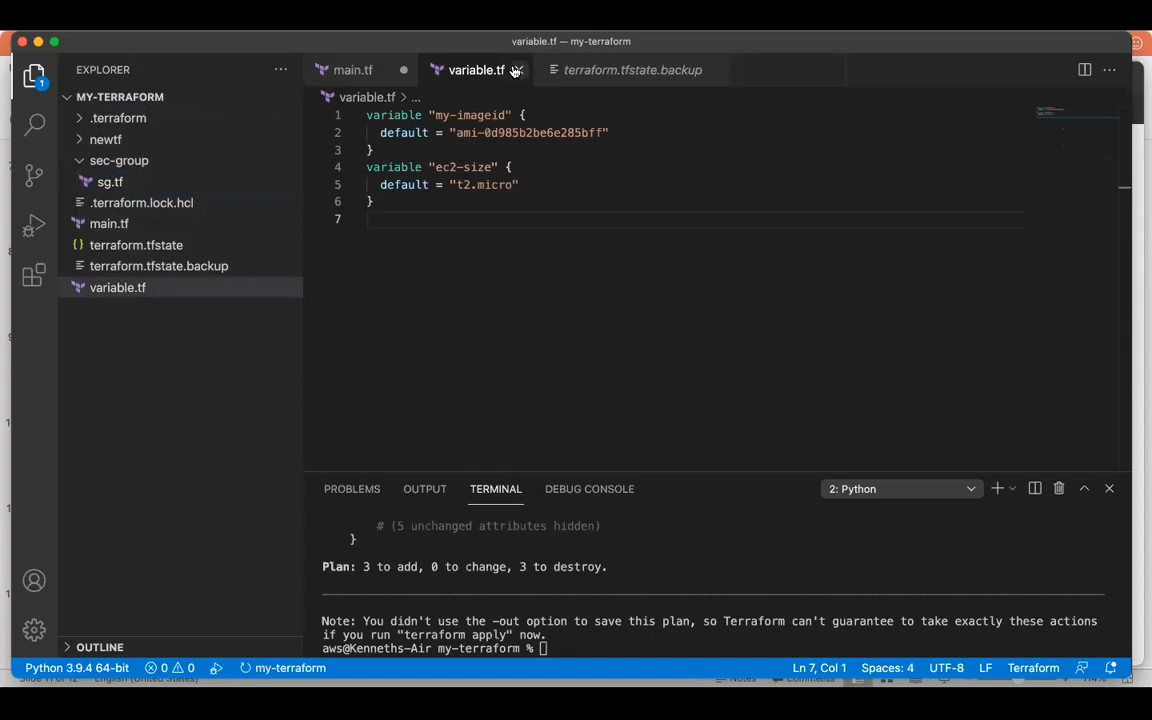 variable.tf — my-terraform
EXPLORER
MY-TERRAFORM
.terraform
newtf
sec-group
sg.tf
.terraform.lock.hcl
main.tf
terraform.tfstate
terraform.tfstate.backup
variable.tf
OUTLINE
1
main.tf
variable.tf
terraform.tfstate.backup
variable.tf > ...
1 variable "my-imageid" {
2 default = "ami-0d985b2be6e285bff"
3 }
4 variable "ec2-size" {
5 default = "t2.micro"
6 }
7
PROBLEMS OUTPUT TERMINAL DEBUG CONSOLE
2: Python
# (5 unchanged attributes hidden)
}
Plan: 3 to add, 0 to change, 3 to destroy.
Note: You didn't use the -out option to save this plan, so Terraform can't guarantee to take exactly these actions
if you run "terraform apply" now.
aws@Kenneths-Air my-terraform %
Python 3.9.4 64-bit 0 0 my-terraform Ln 7, Col 1 Spaces: 4 UTF-8 LF Terraform